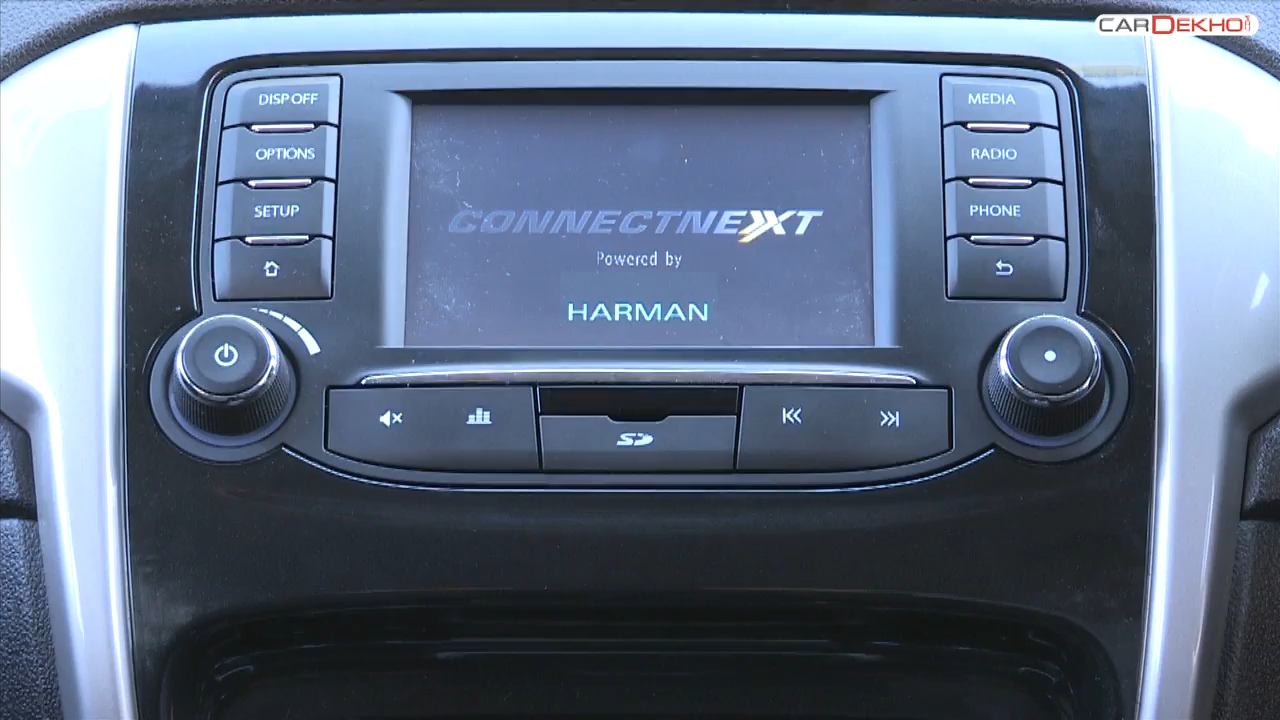 CARDEKHO
DISP OFF
OPTIONS
SETUP
CONNECTNEXT
Powered by
HARMAN
MEDIA
RADIO
PHONE
SD